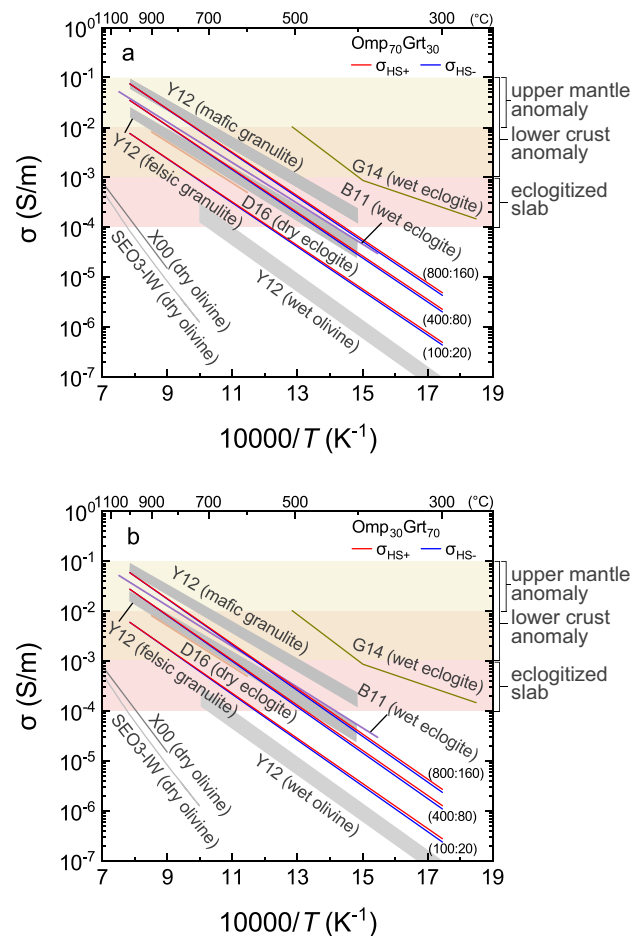 1100 900 700 500 300 (°C)
a
Omp70Grt30
σHS+ σHS-
10^0
10^-1
10^-2
10^-3
10^-4
10^-5
10^-6
10^-7
σ (S/m)
Y12 (mafic granulite)
Y12 (felsic granulite)
G14 (wet eclogite)
B11 (wet eclogite)
D16 (dry eclogite)
X00 (dry olivine)
SEO3-IW (dry olivine)
Y12 (wet olivine)
(800:160)
(400:80)
(100:20)
upper mantle
anomaly
lower crust
anomaly
eclogitized
slab
7 9 11 13 15 17 19
10000/T (K^-1)
1100 900 700 500 300 (°C)
b
Omp30Grt70
σHS+ σHS-
10^0
10^-1
10^-2
10^-3
10^-4
10^-5
10^-6
10^-7
σ (S/m)
Y12 (mafic granulite)
Y12 (felsic granulite)
G14 (wet eclogite)
B11 (wet eclogite)
D16 (dry eclogite)
X00 (dry olivine)
SEO3-IW (dry olivine)
Y12 (wet olivine)
(800:160)
(400:80)
(100:20)
upper mantle
anomaly
lower crust
anomaly
eclogitized
slab
7 9 11 13 15 17 19
10000/T (K^-1)